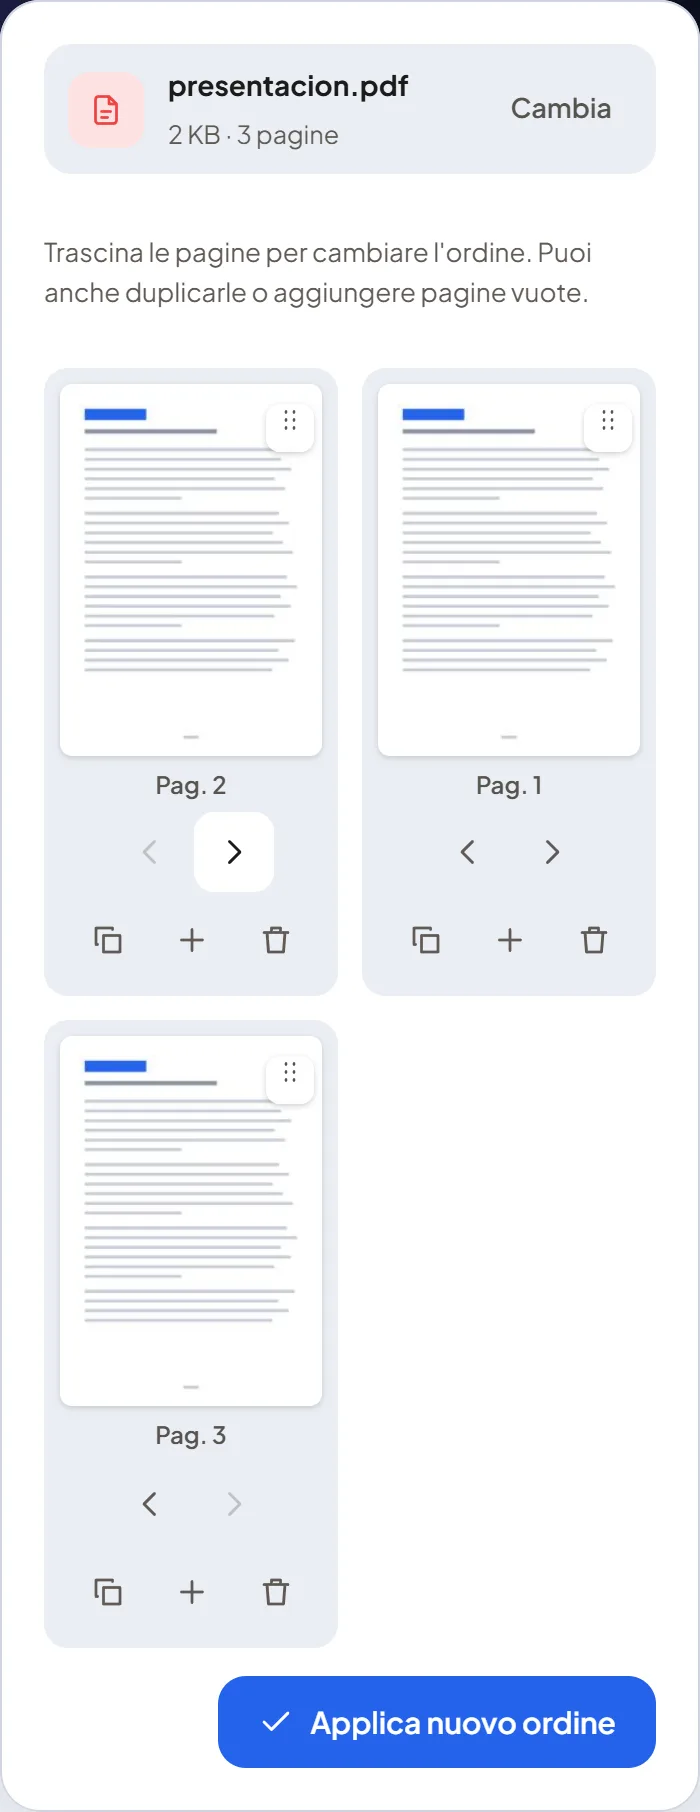 presentacion.pdf
2 KB · 3 pagine
Cambia
Trascina le pagine per cambiare l'ordine. Puoi
anche duplicarle o aggiungere pagine vuote.
Pag. 2
Pag. 1
Pag. 3
Applica nuovo ordine